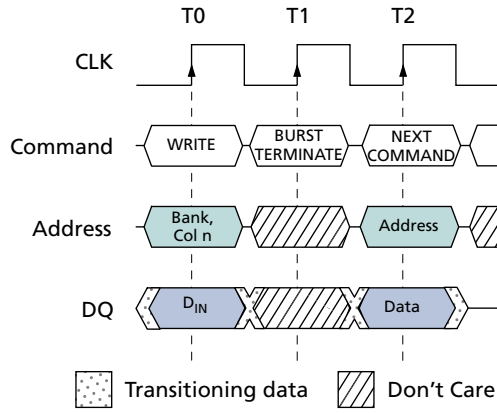 T0 T1 T2
CLK
Command WRITE BURST TERMINATE NEXT COMMAND
Address Bank, Col n Address
DQ DIN Data
Transitioning data Don't Care